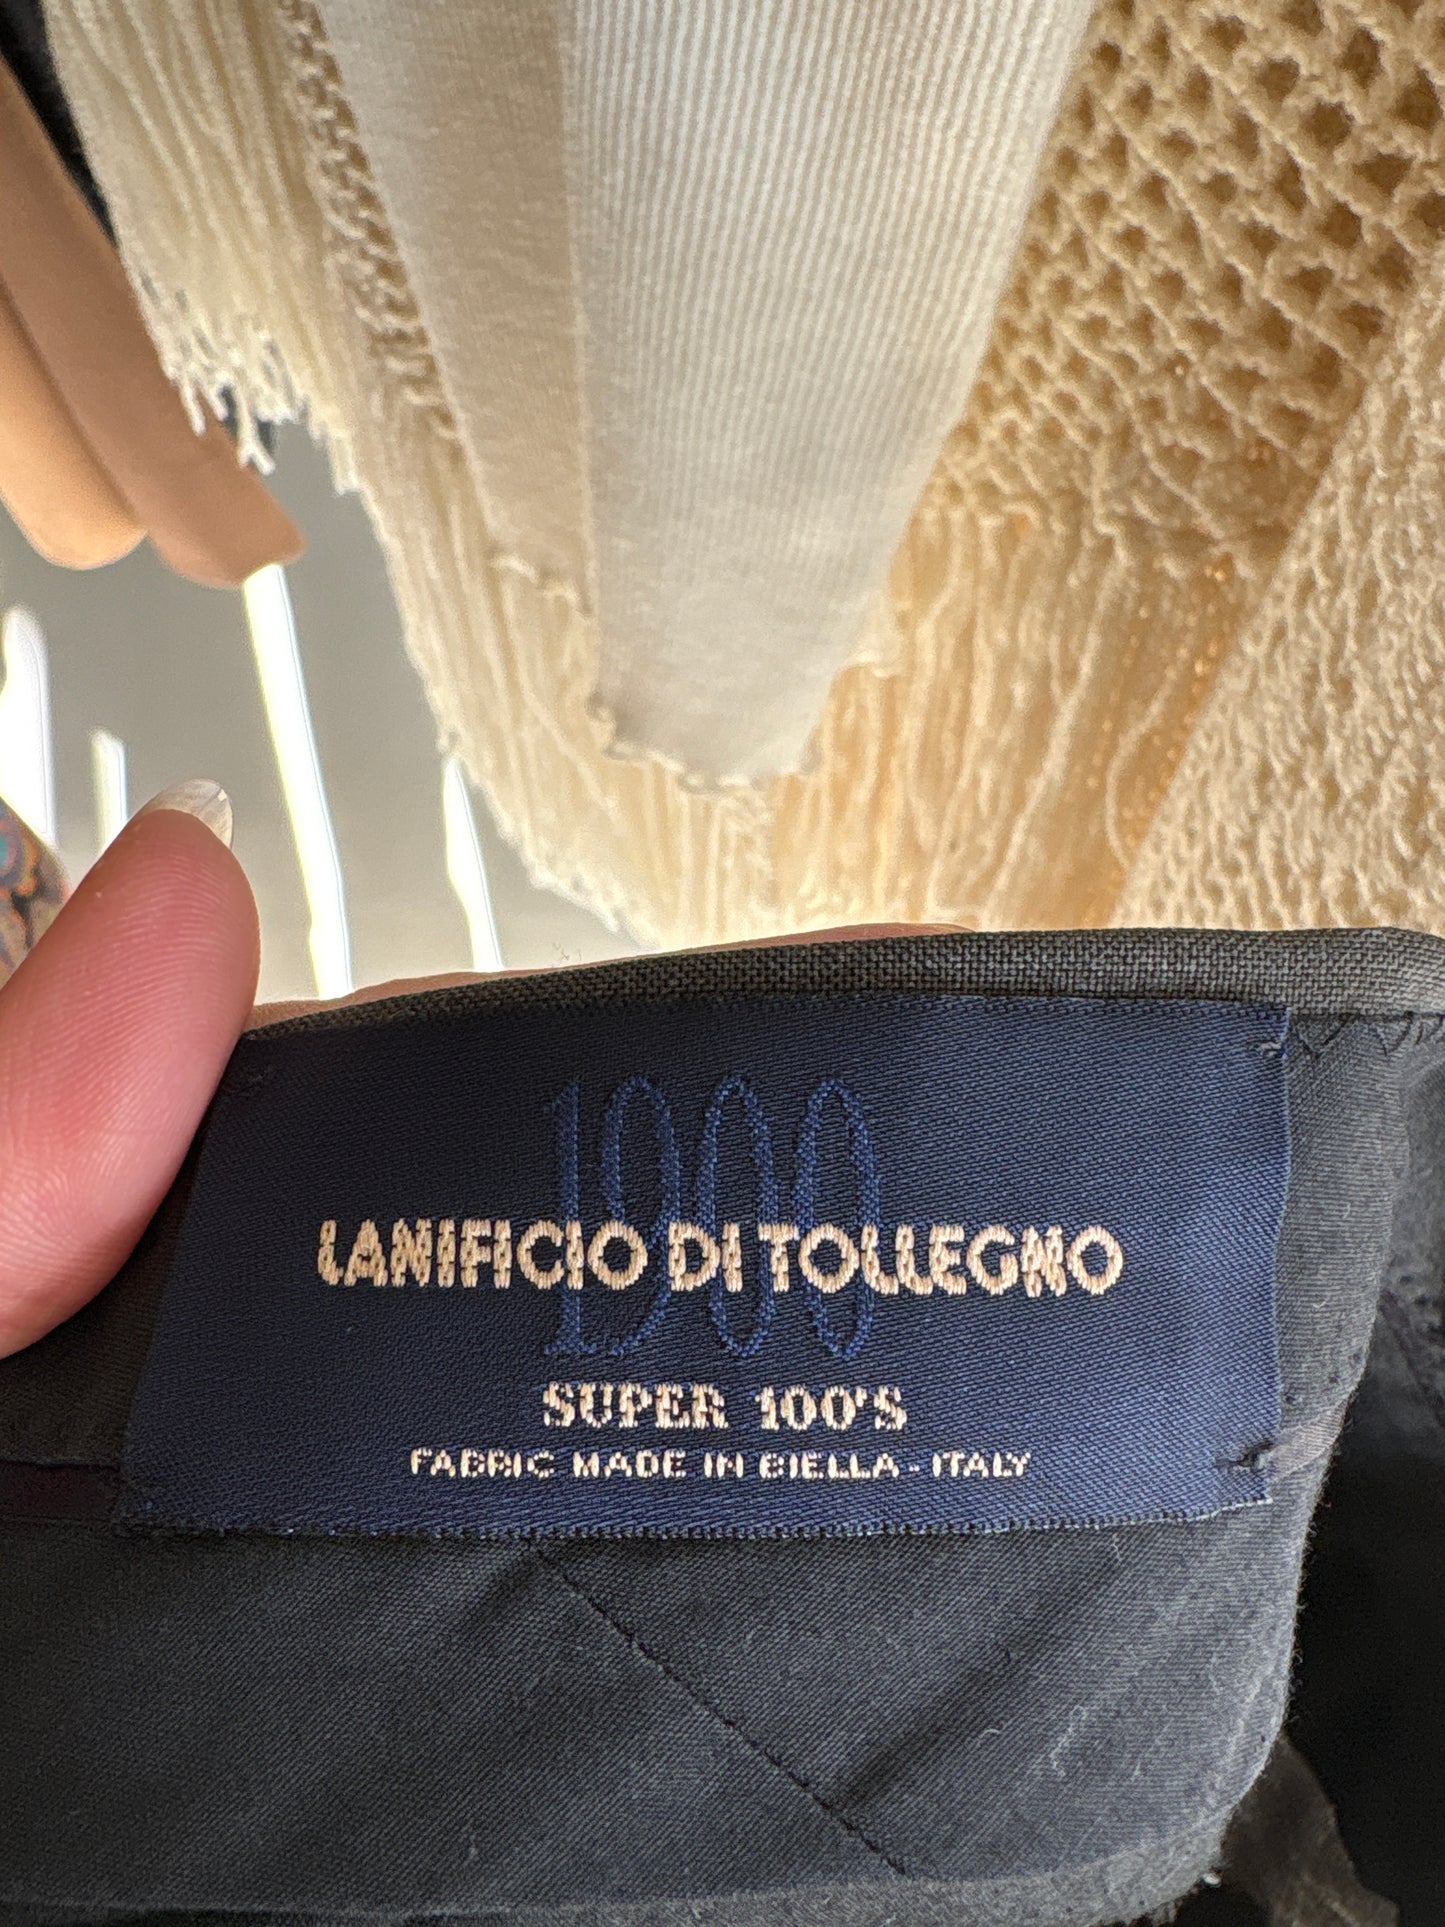 1900
LANIFICIO DI TOLLEGNO
SUPER 100'S
FABRIC MADE IN BIELLA - ITALY